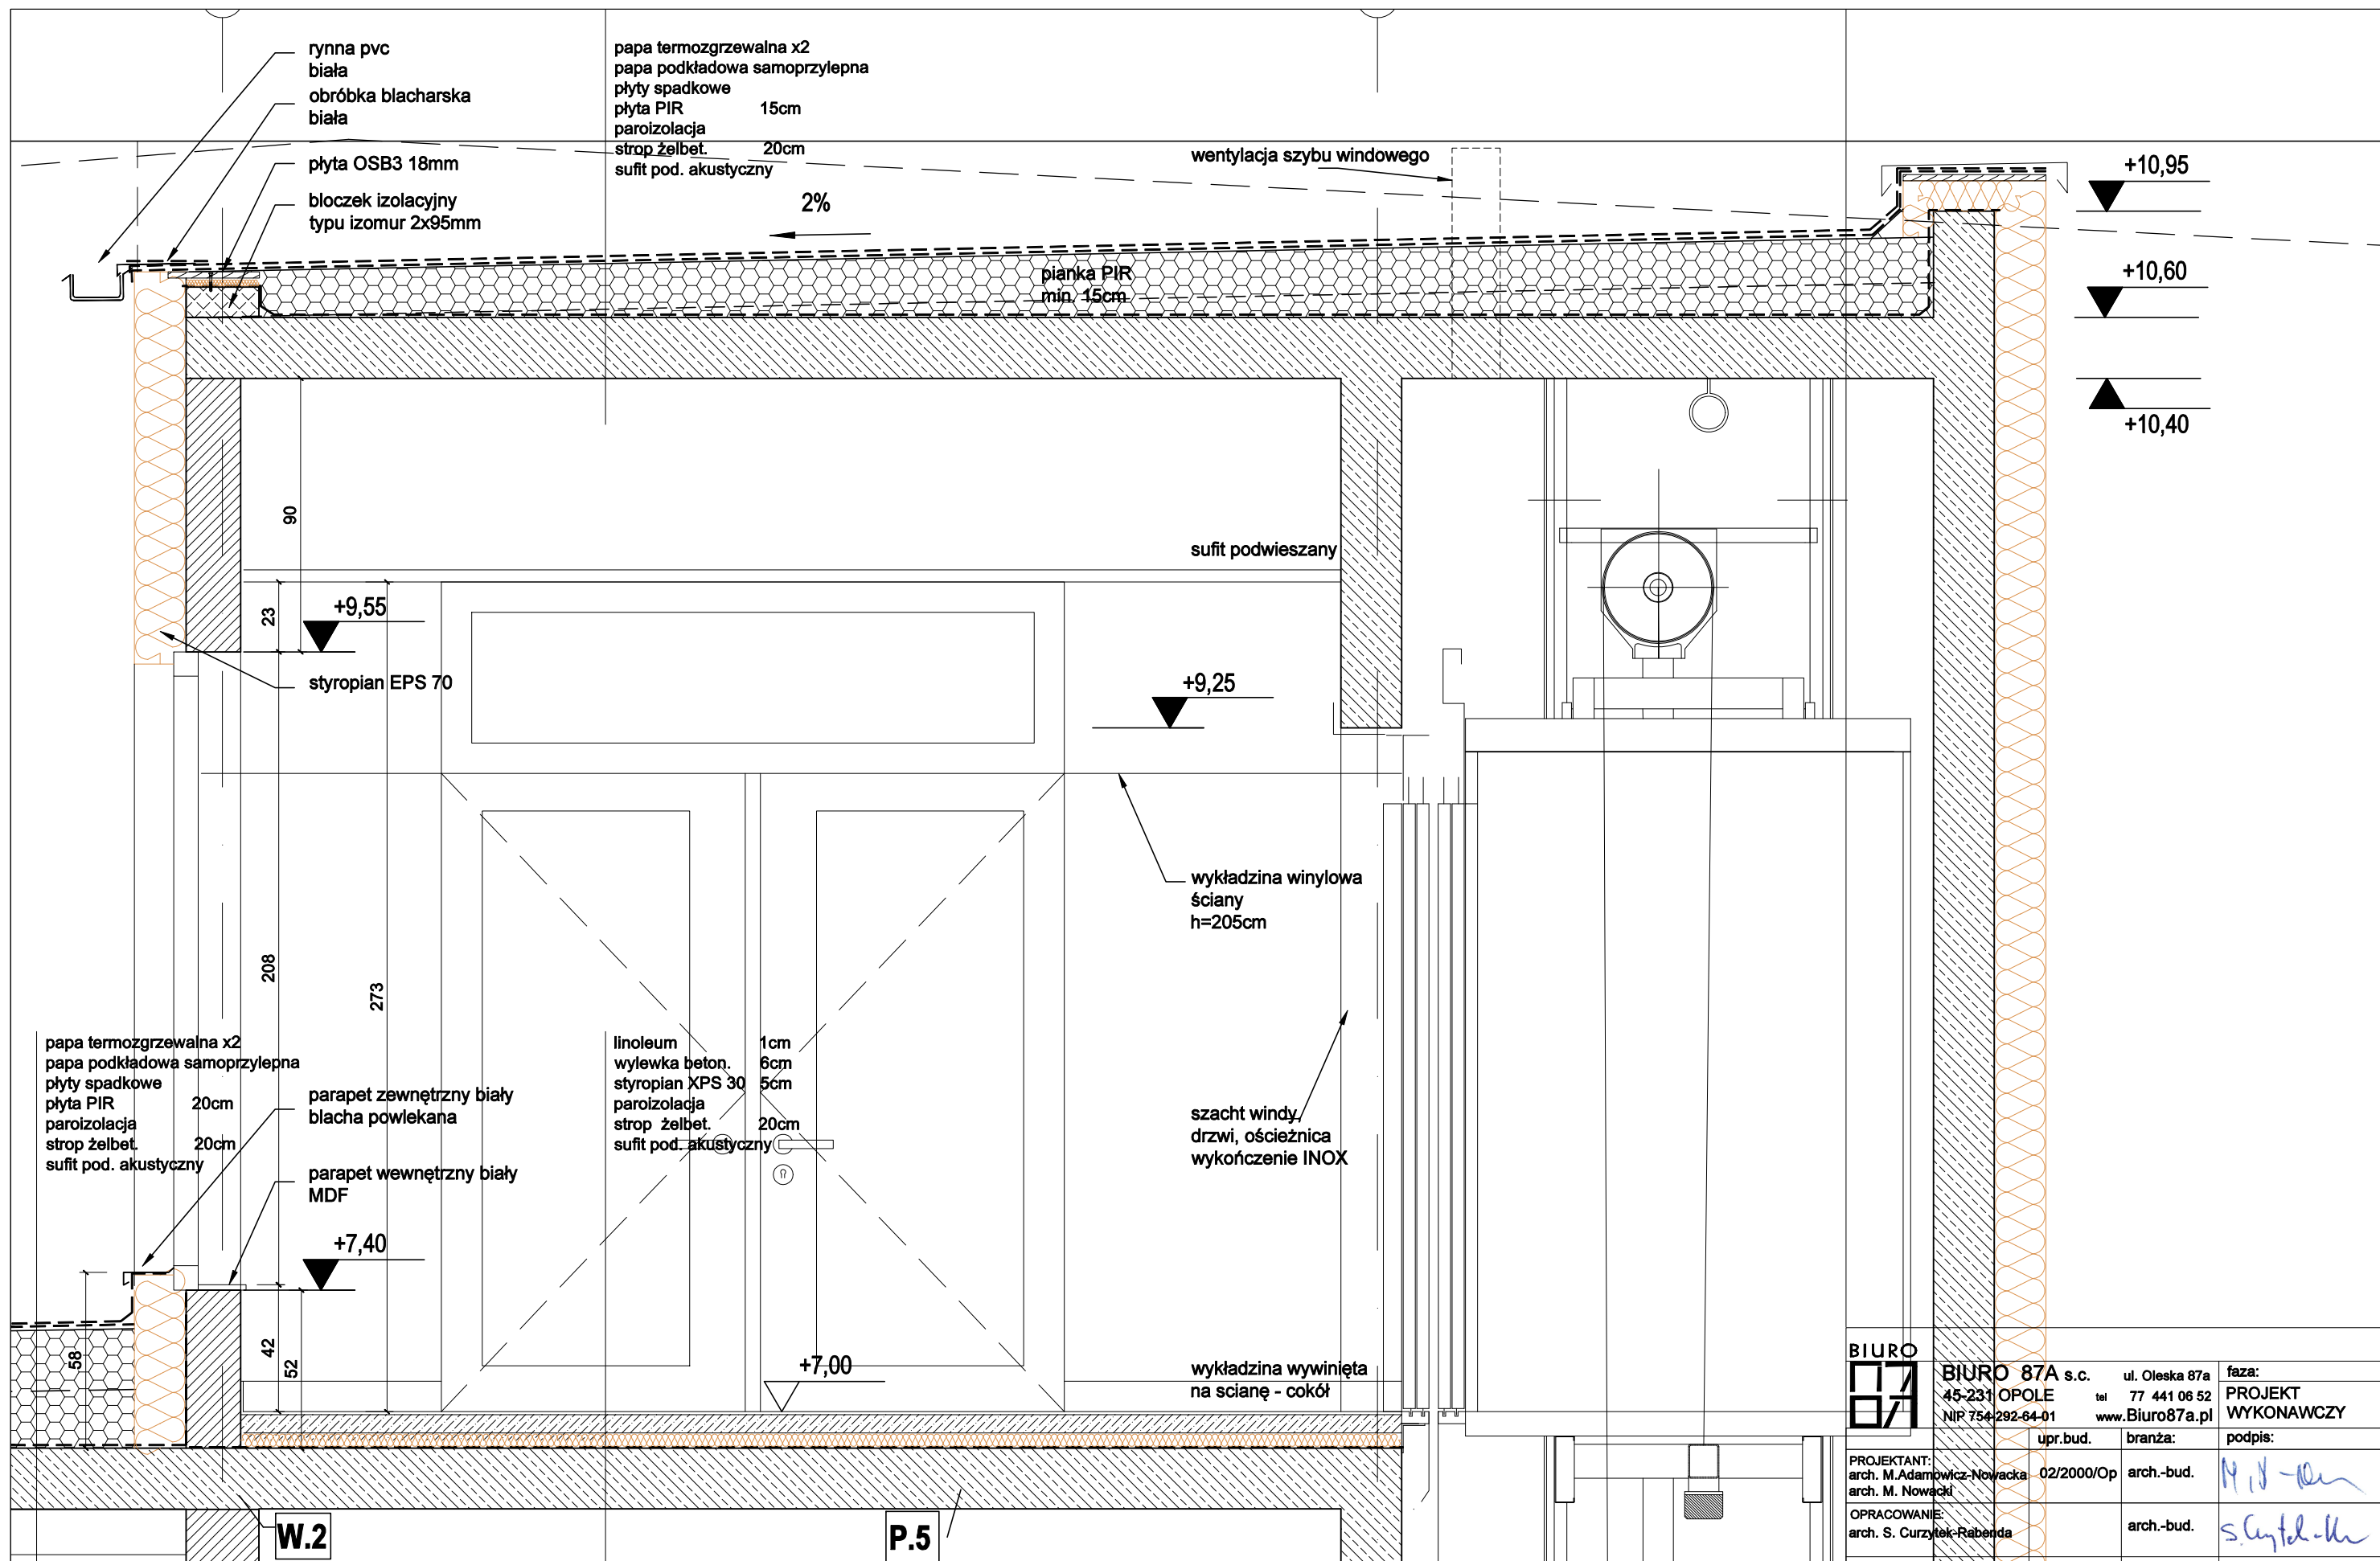 rynna pvc
biała
obróbka blacharska
biała
płyta OSB3 18mm
bloczek izolacyjny
typu izomur 2x95mm
papa termozgrzewalna x2
papa podkładowa samoprzylepna
płyty spadkowe
płyta PIR 15cm
paroizolacja
strop żelbet. 20cm
sufit pod. akustyczny
2%
wentylacja szybu windowego
+10,95
+10,60
+10,40
pianka PIR
min. 15cm
90
sufit podwieszany
23
+9,55
styropian EPS 70
+9,25
208
273
wykładzina winylowa
ściany
h=205cm
papa termozgrzewalna x2
papa podkładowa samoprzylepna
płyty spadkowe
płyta PIR 20cm
paroizolacja
strop żelbet. 20cm
sufit pod. akustyczny
parapet zewnętrzny biały
blacha powlekana
parapet wewnętrzny biały
MDF
linoleum 1cm
wylewka beton. 6cm
styropian XPS 30 5cm
paroizolacja
strop żelbet. 20cm
sufit pod. akustyczny
szacht windy,
drzwi, ościeżnica
wykończenie INOX
+7,40
58
42
52
+7,00
wykładzina wywinięta
na scianę - cokół
W.2
P.5
BIURO
87A
BIURO 87A s.c. ul. Oleska 87a
45-231 OPOLE tel 77 441 06 52
NIP 754-292-64-01 www.Biuro87a.pl
faza:
PROJEKT
WYKONAWCZY
upr.bud. branża: podpis:
PROJEKTANT:
arch. M.Adamowicz-Nowacka 02/2000/Op arch.-bud.
arch. M. Nowacki
OPRACOWANIE:
arch. S. Curzytek-Rabenda arch.-bud.